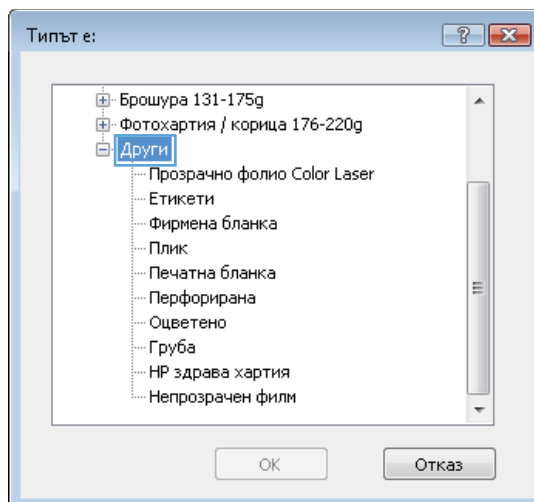 Типът е:
Брошура 131-175g
Фотохартия / корица 176-220g
Други
Прозрачно фолио Color Laser
Етикети
Фирмена бланка
Плик
Печатна бланка
Перфорирана
Оцветено
Груба
HP здрава хартия
Непрозрачен филм
OK
Отказ